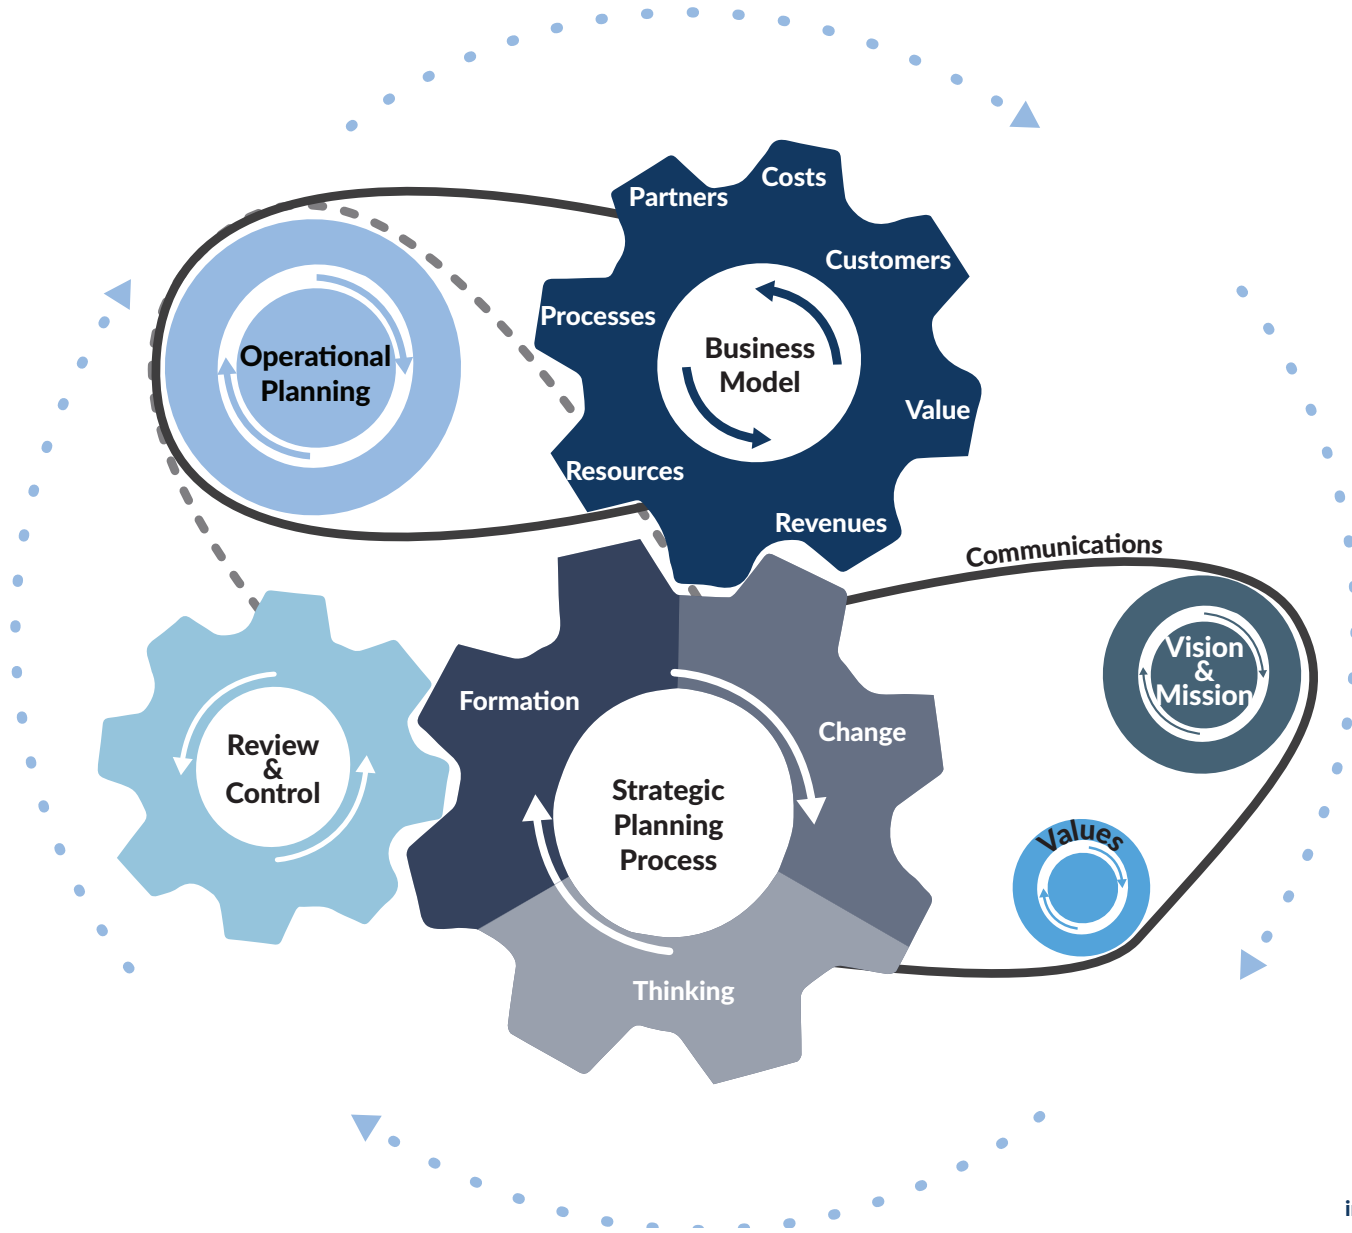 Costs
Partners
Customers
Processes
Business
Model
Operational
Planning
Value
Resources
Revenues
Communications
Vision
&
Mission
Formation
Change
Review
&
Control
Strategic
Planning
Process
Values
Thinking